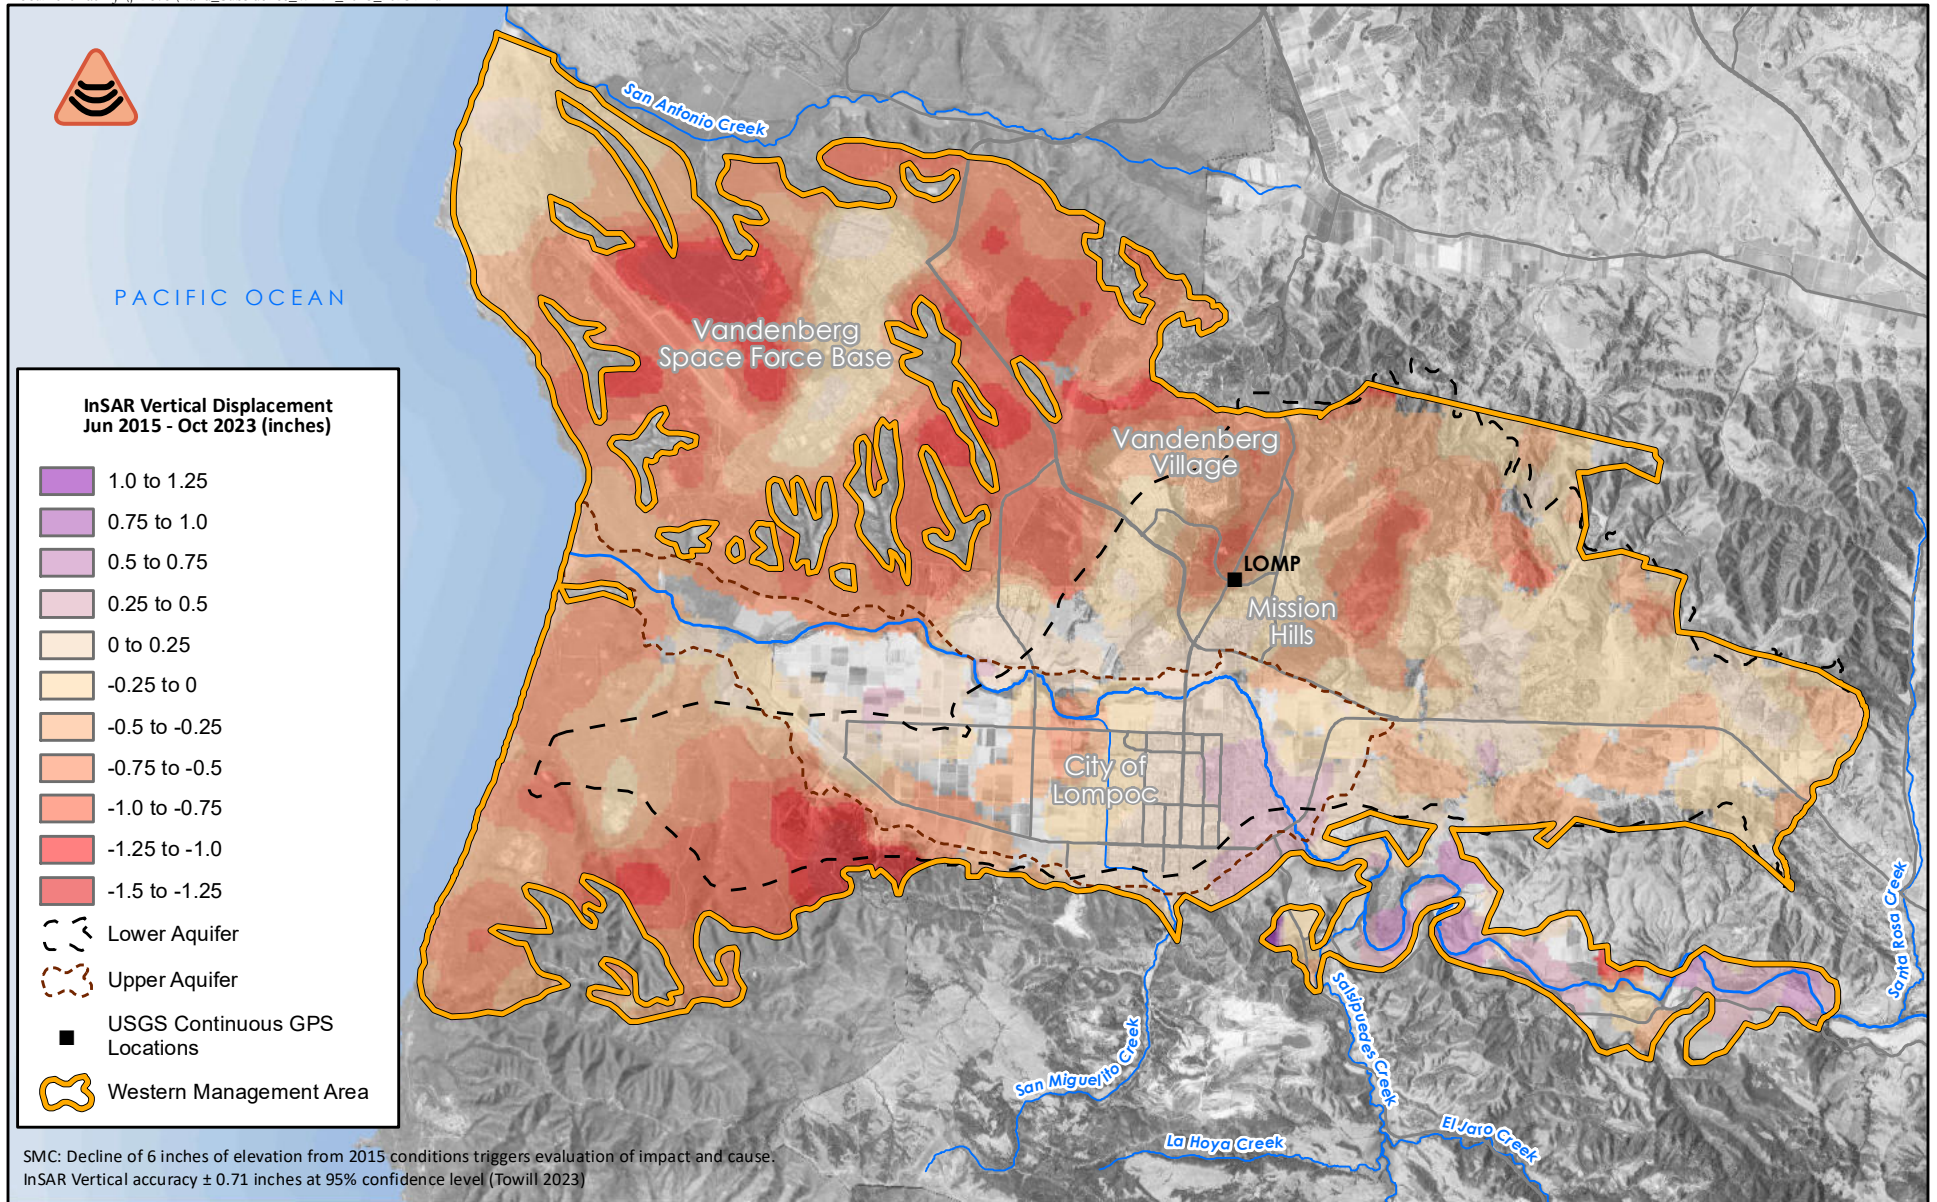 San Antonio Creek
PACIFIC OCEAN
Vandenberg
Space Force Base
Vandenberg
Village
LOMP
Mission
Hills
City of
Lompoc
Santa Rosa Creek
Salsipuedes Creek
San Miguelito Creek
La Hoya Creek
El Jaro Creek
InSAR Vertical Displacement
Jun 2015 - Oct 2023 (inches)
1.0 to 1.25
0.75 to 1.0
0.5 to 0.75
0.25 to 0.5
0 to 0.25
-0.25 to 0
-0.5 to -0.25
-0.75 to -0.5
-1.0 to -0.75
-1.25 to -1.0
-1.5 to -1.25
Lower Aquifer
Upper Aquifer
USGS Continuous GPS
Locations
Western Management Area
SMC: Decline of 6 inches of elevation from 2015 conditions triggers evaluation of impact and cause.
InSAR Vertical accuracy ± 0.71 inches at 95% confidence level (Towill 2023)